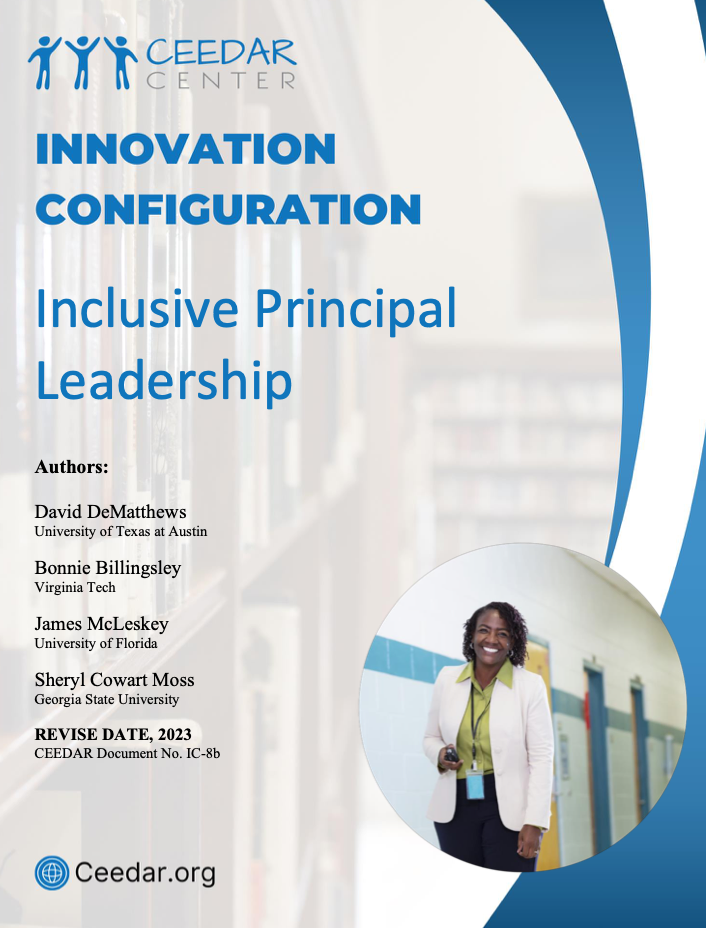 CEEDAR
CENTER
INNOVATION
CONFIGURATION
Inclusive Principal
Leadership
Authors:
David DeMatthews
University of Texas at Austin
Bonnie Billingsley
Virginia Tech
James McLeskey
University of Florida
Sheryl Cowart Moss
Georgia State University
REVISE DATE, 2023
CEEDAR Document No. IC-8b
Ceedar.org